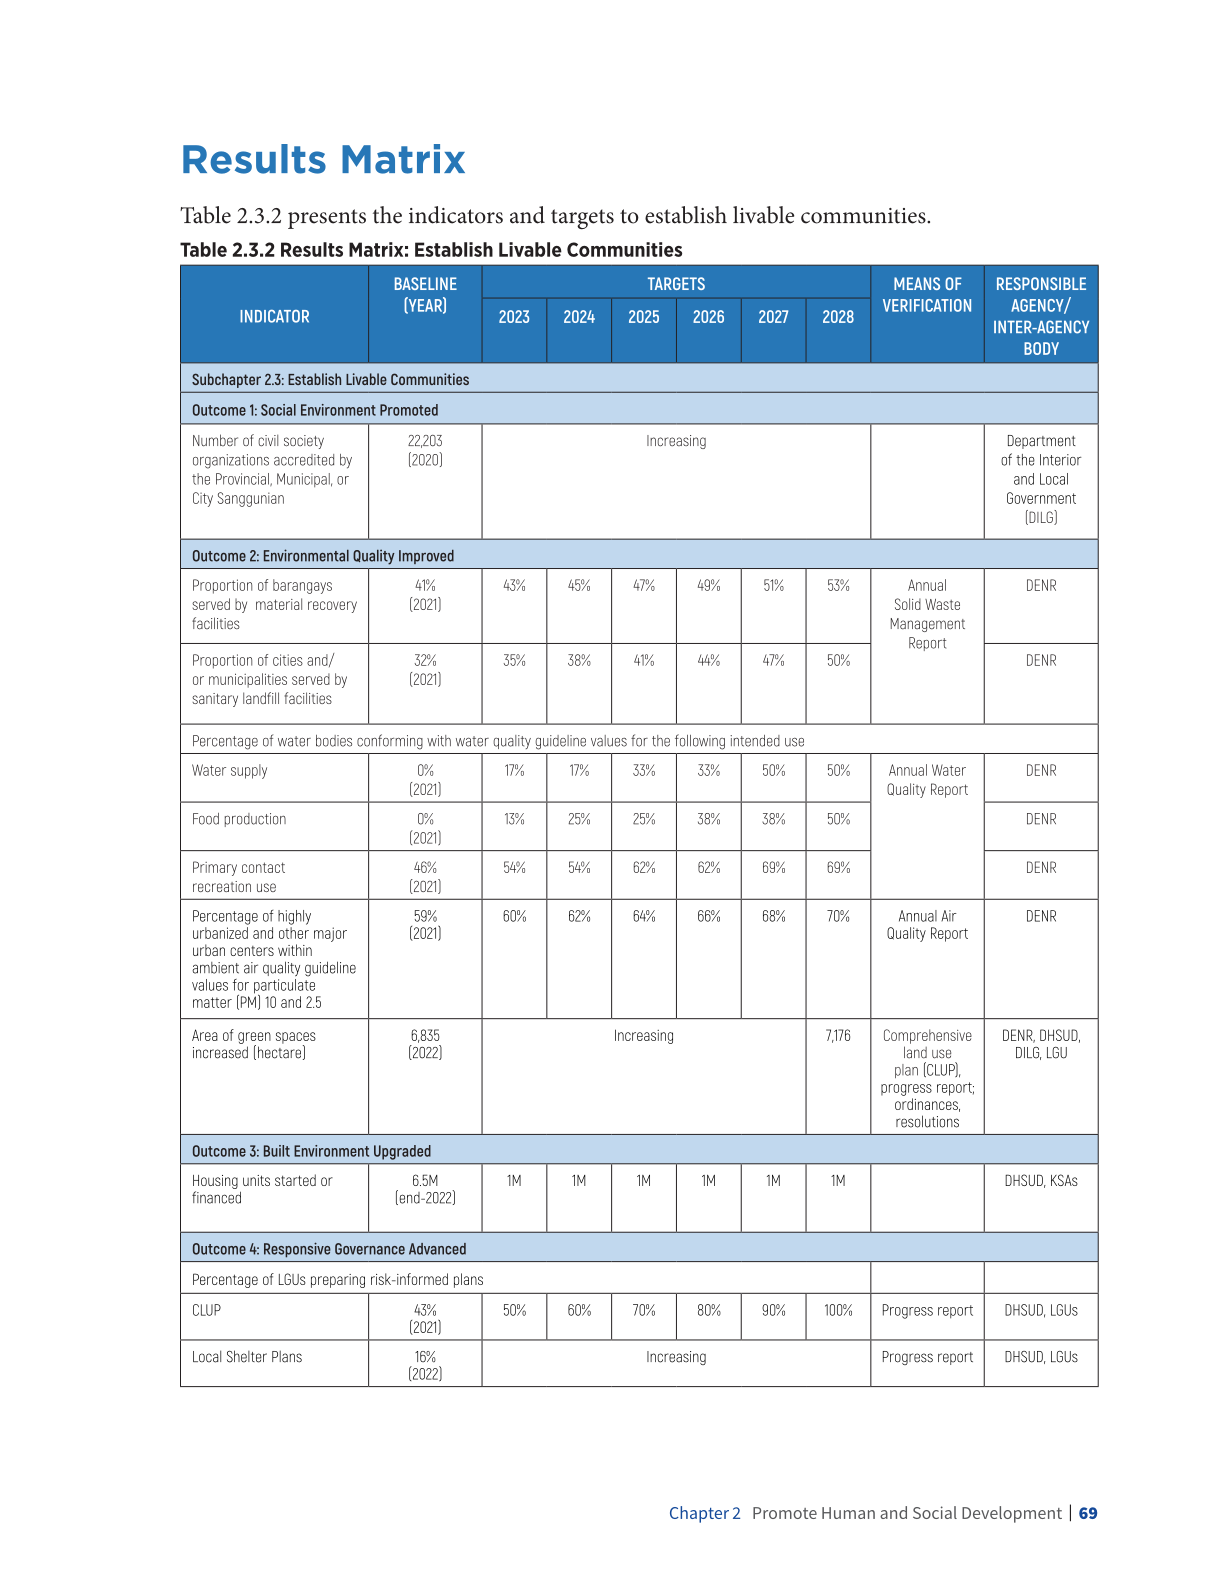 Results Matrix
Table 2.3.2 presents the indicators and targets to establish livable communities.
Table 2.3.2 Results Matrix: Establish Livable Communities
INDICATOR
BASELINE
(YEAR)
TARGETS
2023 2024 2025 2026 2027 2028
MEANS OF
VERIFICATION
RESPONSIBLE
AGENCY/
INTER-AGENCY
BODY
Subchapter 2.3: Establish Livable Communities
Outcome 1: Social Environment Promoted
Number of civil society
organizations accredited by
the Provincial, Municipal, or
City Sanggunian
22,203
(2020)
Increasing
Department
of the Interior
and Local
Government
(DILG)
Outcome 2: Environmental Quality Improved
Proportion of barangays
served by material recovery
facilities
41%
(2021)
43% 45% 47% 49% 51% 53%
Annual
Solid Waste
Management
Report
DENR
Proportion of cities and/
or municipalities served by
sanitary landfill facilities
32%
(2021)
35% 38% 41% 44% 47% 50%
DENR
Percentage of water bodies conforming with water quality guideline values for the following intended use
Water supply
0%
(2021)
17% 17% 33% 33% 50% 50%
Annual Water
Quality Report
DENR
Food production
0%
(2021)
13% 25% 25% 38% 38% 50%
DENR
Primary contact
recreation use
46%
(2021)
54% 54% 62% 62% 69% 69%
DENR
Percentage of highly
urbanized and other major
urban centers within
ambient air quality guideline
values for particulate
matter (PM) 10 and 2.5
59%
(2021)
60% 62% 64% 66% 68% 70%
Annual Air
Quality Report
DENR
Area of green spaces
increased (hectare)
6,835
(2022)
Increasing
7,176
Comprehensive
land use
plan (CLUP),
progress report;
ordinances,
resolutions
DENR, DHSUD,
DILG, LGU
Outcome 3: Built Environment Upgraded
Housing units started or
financed
6.5M
(end-2022)
1M 1M 1M 1M 1M 1M
DHSUD, KSAs
Outcome 4: Responsive Governance Advanced
Percentage of LGUs preparing risk-informed plans
CLUP
43%
(2021)
50% 60% 70% 80% 90% 100%
Progress report
DHSUD, LGUs
Local Shelter Plans
16%
(2022)
Increasing
Progress report
DHSUD, LGUs
Chapter 2 Promote Human and Social Development | 69